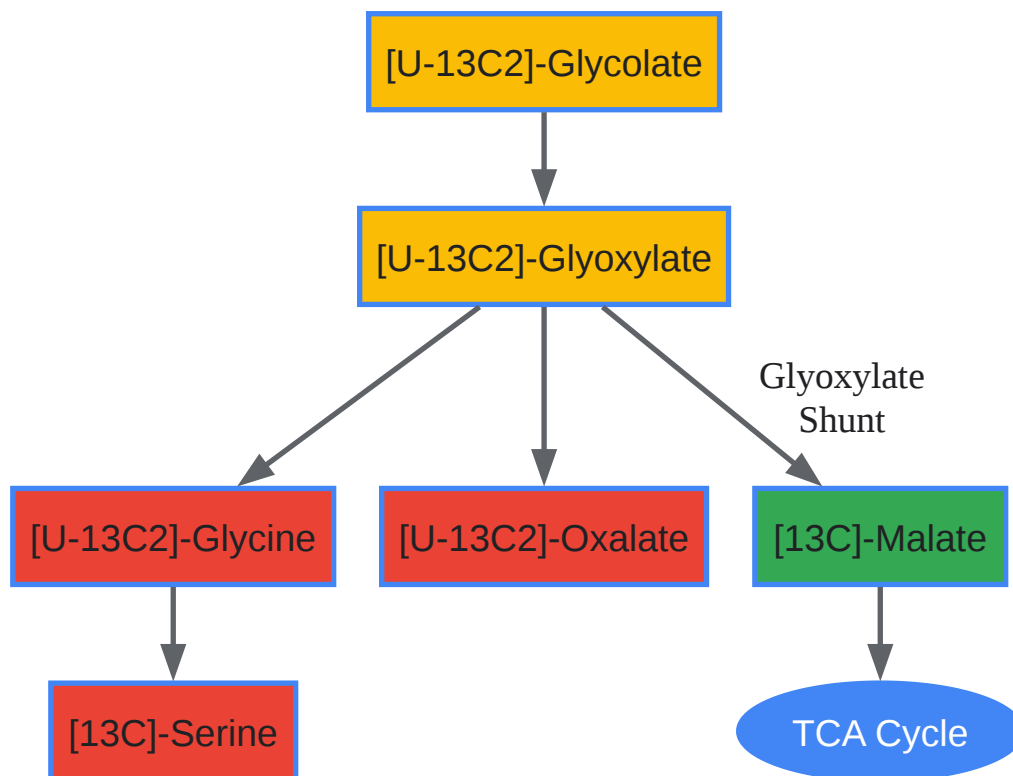 [U-13C2]-Glycolate
[U-13C2]-Glyoxylate
Glyoxylate
Shunt
[U-13C2]-Glycine
[U-13C2]-Oxalate
[13C]-Malate
[13C]-Serine
TCA Cycle